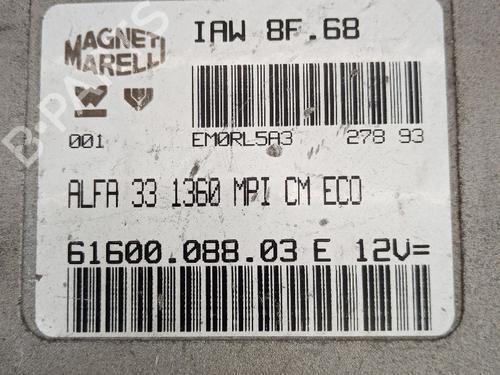 MAGNETI MARELLI
IAW 8F.68
001
EM0RL5A3 278 93
ALFA 33 1360 MPI CM ECO
61600.088.03 E 12V=
B-PARTS